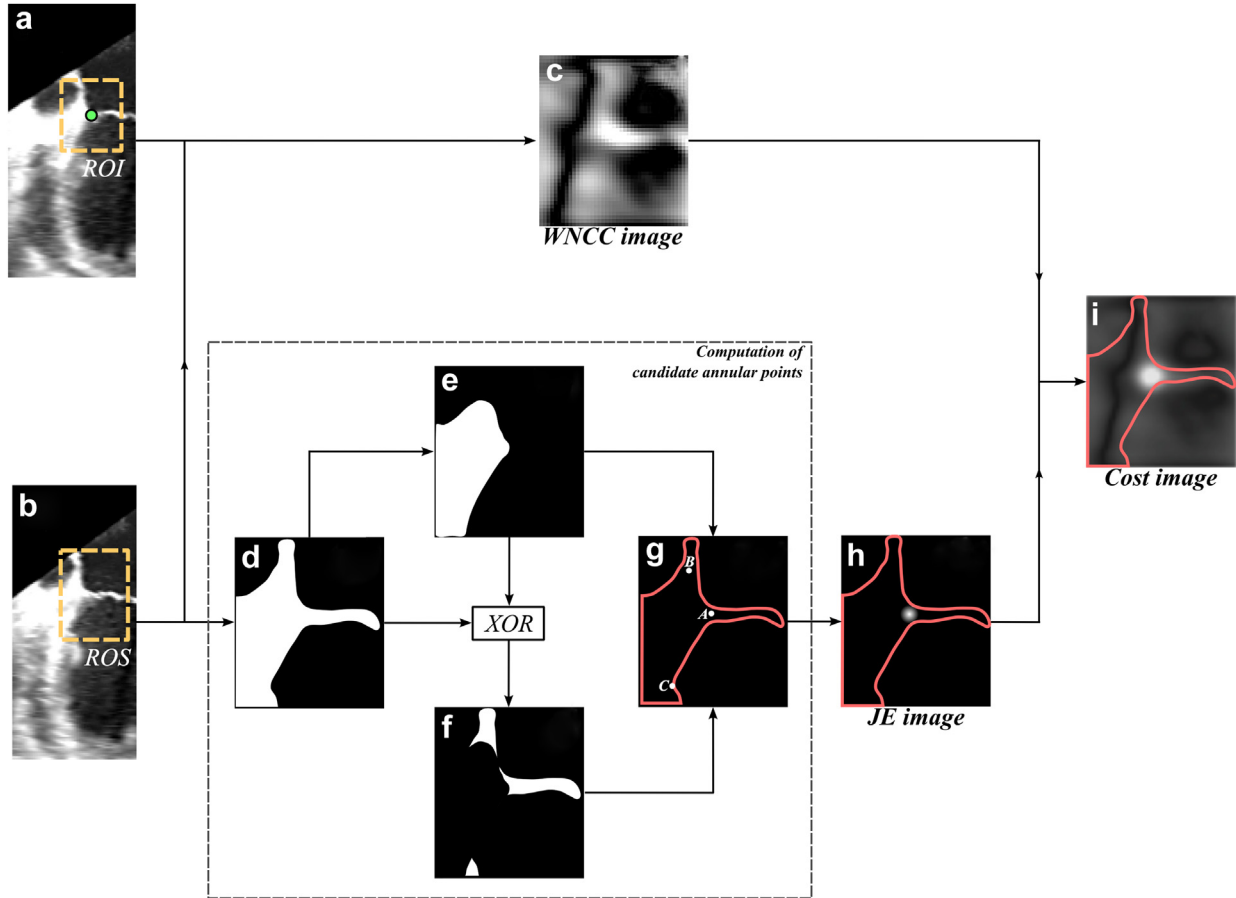 a
ROI
c
WNCC image
i
Cost image
Computation of
candidate annular points
e
b
ROS
d
XOR
g
B
A
C
h
JE image
f